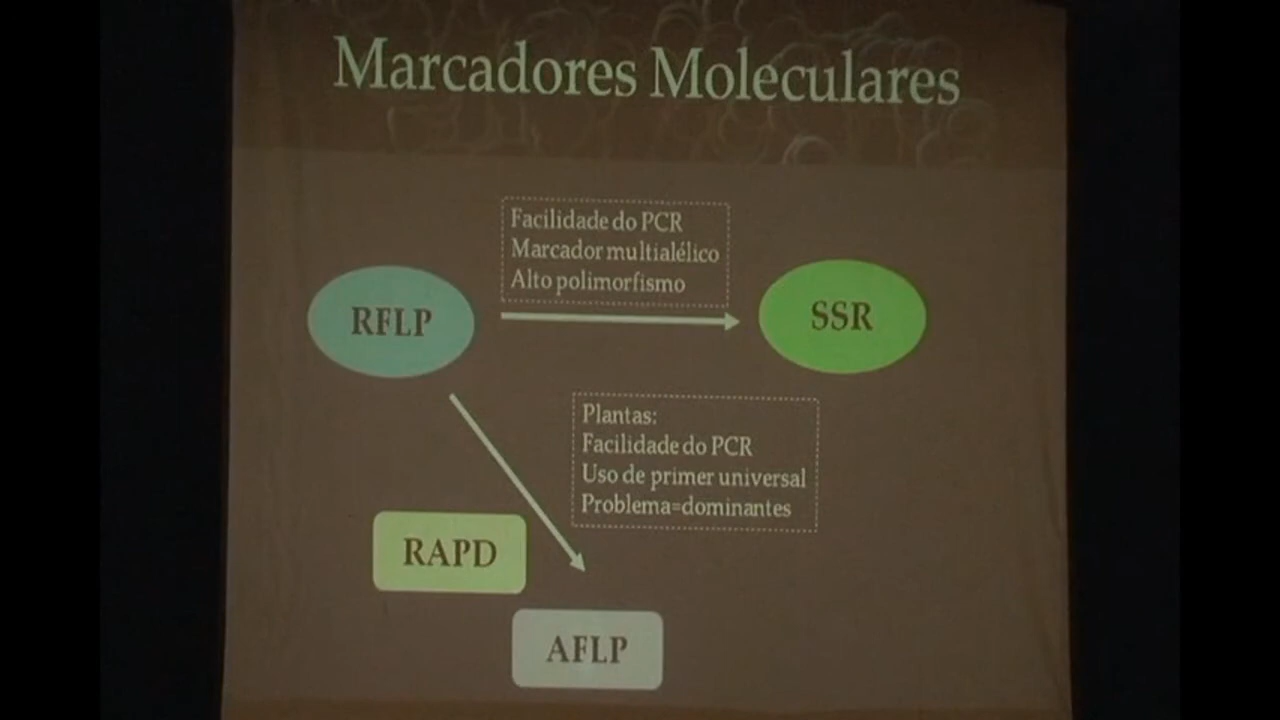 Marcadores Moleculares
Facilidade do PCR
Marcador multialélico
Alto polimorfismo
RFLP
SSR
Plantas:
Facilidade do PCR
Uso de primer universal
Problema=dominantes
RAPD
AFLP